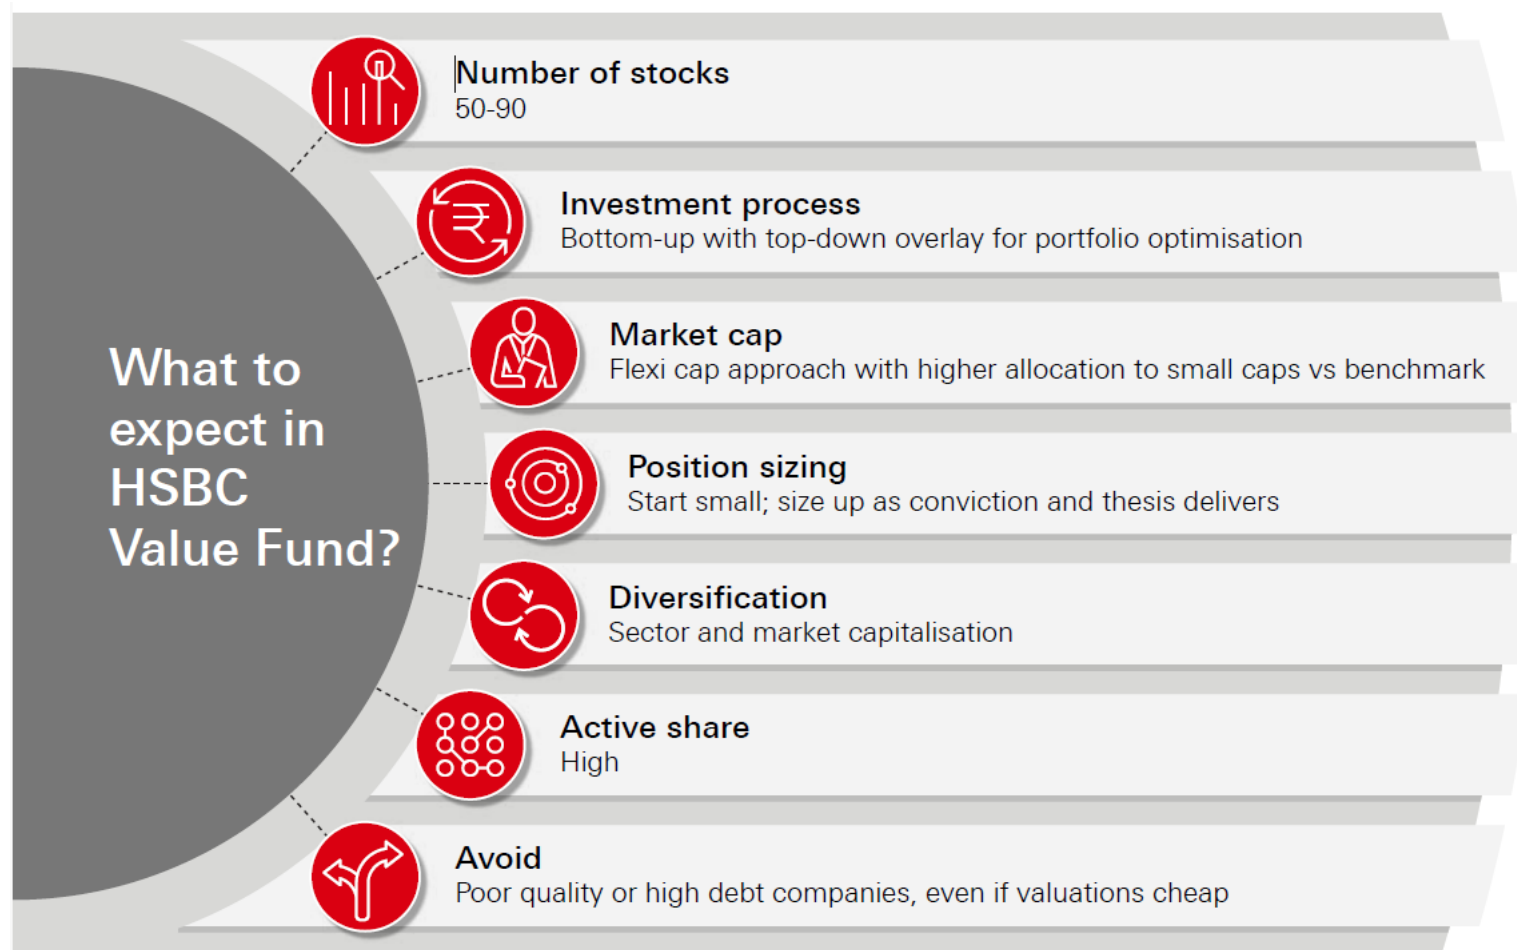 What to
expect in
HSBC
Value Fund?
Number of stocks
50-90
Investment process
Bottom-up with top-down overlay for portfolio optimisation
Market cap
Flexi cap approach with higher allocation to small caps vs benchmark
Position sizing
Start small; size up as conviction and thesis delivers
Diversification
Sector and market capitalisation
Active share
High
Avoid
Poor quality or high debt companies, even if valuations cheap